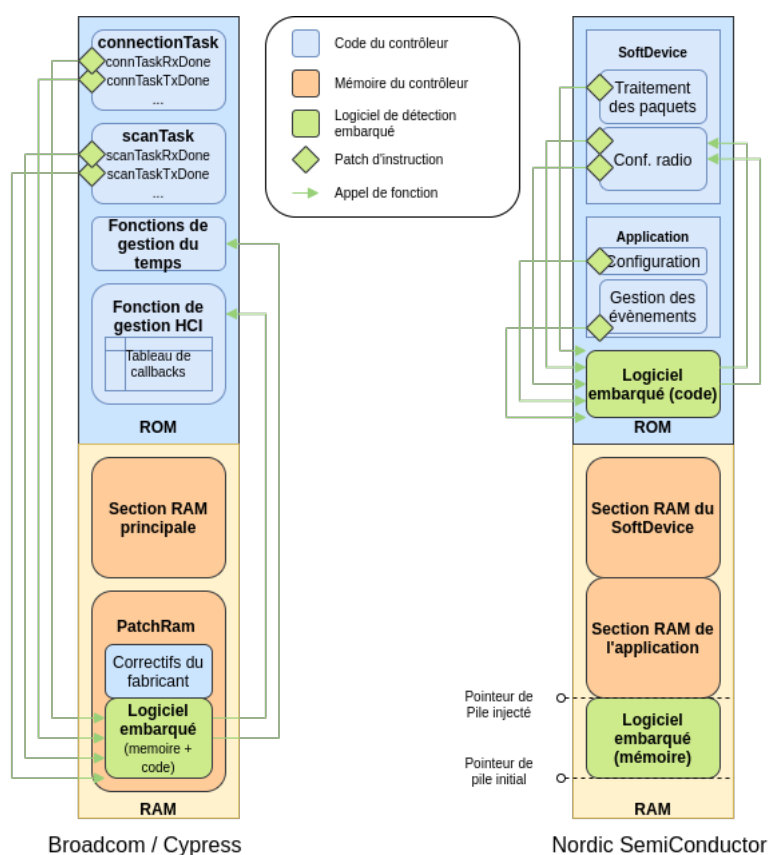 connectionTask
connTaskRxDone
connTaskTxDone
...
scanTask
scanTaskRxDone
scanTaskTxDone
...
Fonctions de
gestion du
temps
Fonction de
gestion HCI
Tableau de
callbacks
ROM
Section RAM
principale
PatchRam
Correctifs du
fabricant
Logiciel
embarqué
(memoire +
code)
RAM
Broadcom / Cypress
Code du contrôleur
Mémoire du contrôleur
Logiciel de détection
embarqué
Patch d'instruction
Appel de fonction
SoftDevice
Traitement
des paquets
Conf. radio
Application
Configuration
Gestion des
évènements
Logiciel
embarqué (code)
ROM
Section RAM du
SoftDevice
Section RAM de
l'application
Pointeur de
Pile injecté
Logiciel
embarqué
(mémoire)
Pointeur de
pile initial
RAM
Nordic SemiConductor